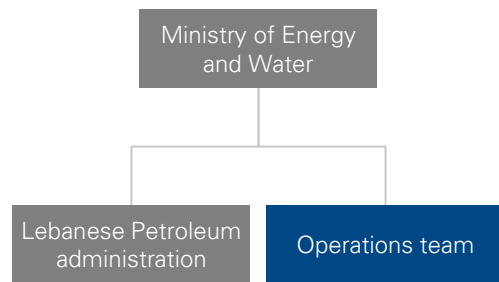 Ministry of Energy
and Water
Lebanese Petroleum
administration
Operations team